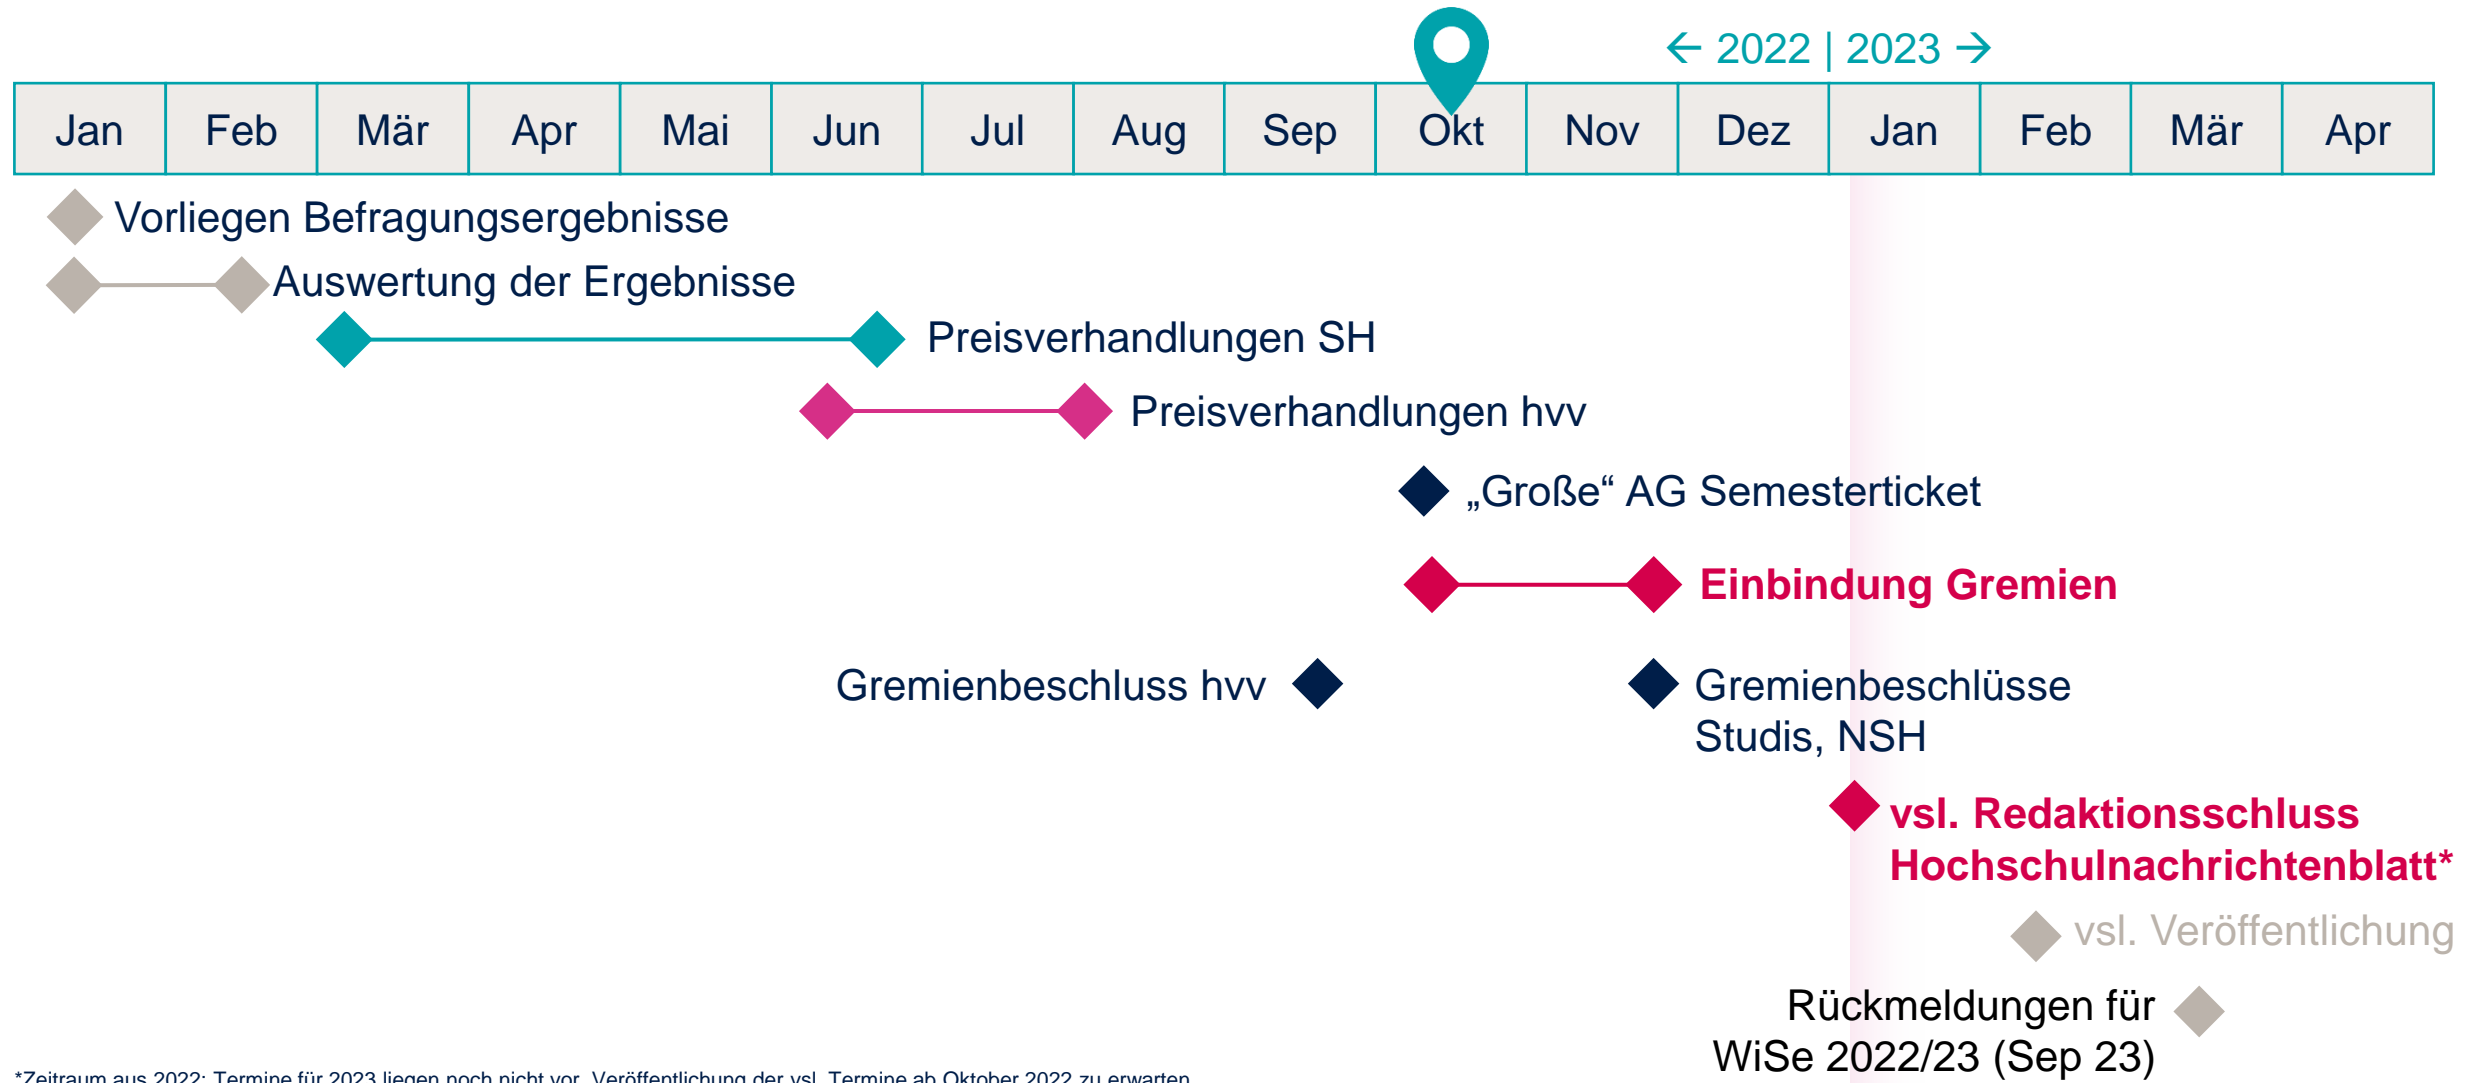 ← 2022 | 2023 →
Jan Feb Mär Apr Mai Jun Jul Aug Sep Okt Nov Dez Jan Feb Mär Apr
Vorliegen Befragungsergebnisse
Auswertung der Ergebnisse
Preisverhandlungen SH
Preisverhandlungen hvv
„Große“ AG Semesterticket
Einbindung Gremien
Gremienbeschluss hvv
Gremienbeschlüsse
Studis, NSH
vsl. Redaktionsschluss
Hochschulnachrichtenblatt*
vsl. Veröffentlichung
Rückmeldungen für
WiSe 2022/23 (Sep 23)
*Zeitraum aus 2022; Termine für 2023 liegen noch nicht vor. Veröffentlichung der vsl. Termine ab Oktober 2022 zu erwarten